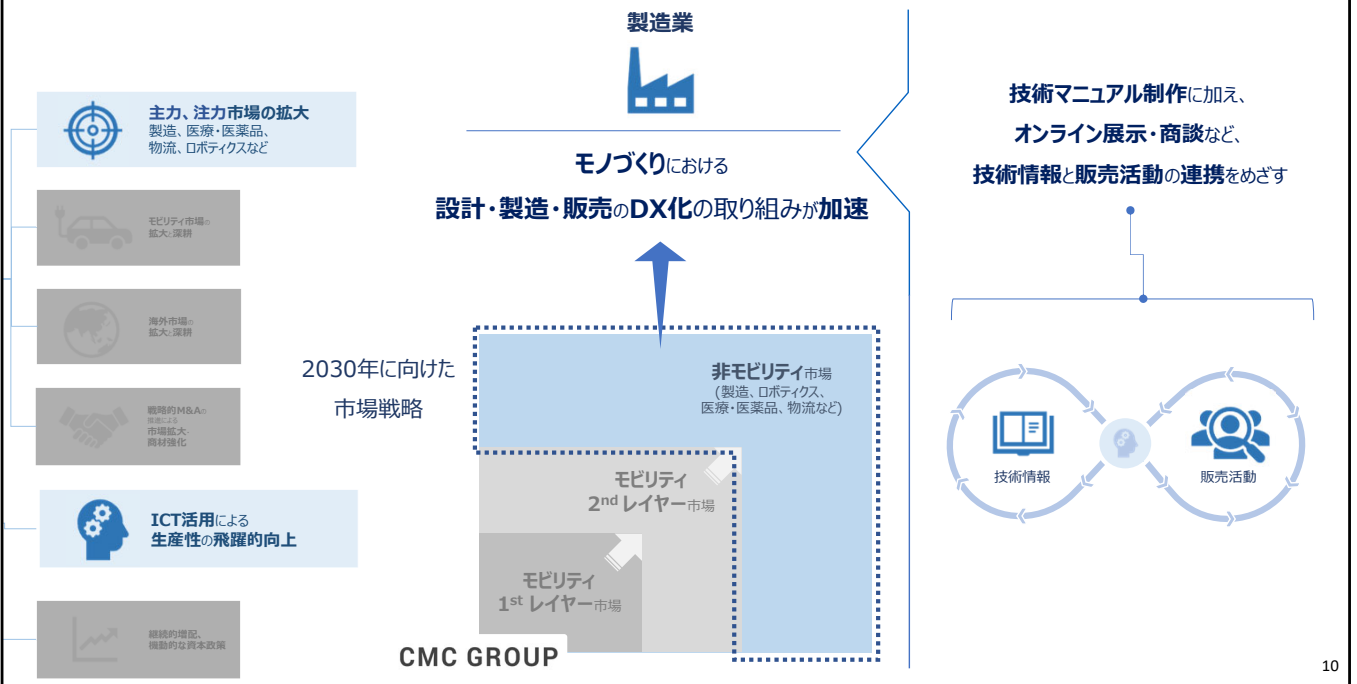 主力、注力市場の拡大
製造、医療・医薬品、
物流、ロボティクスなど
モビリティ市場の
拡大と深耕
海外市場の
拡大と深耕
戦略的M&Aの
推進による
市場拡大・
商材強化
ICT活用による
生産性の飛躍的向上
継続的増配、
機動的な資本政策
製造業
モノづくりにおける
設計・製造・販売のDX化の取り組みが加速
2030年に向けた
市場戦略
非モビリティ市場
(製造、ロボティクス、
医療・医薬品、物流など)
モビリティ
2nd レイヤー市場
モビリティ
1st レイヤー市場
CMC GROUP
技術マニュアル制作に加え、
オンライン展示・商談など、
技術情報と販売活動の連携をめざす
技術情報
販売活動
10